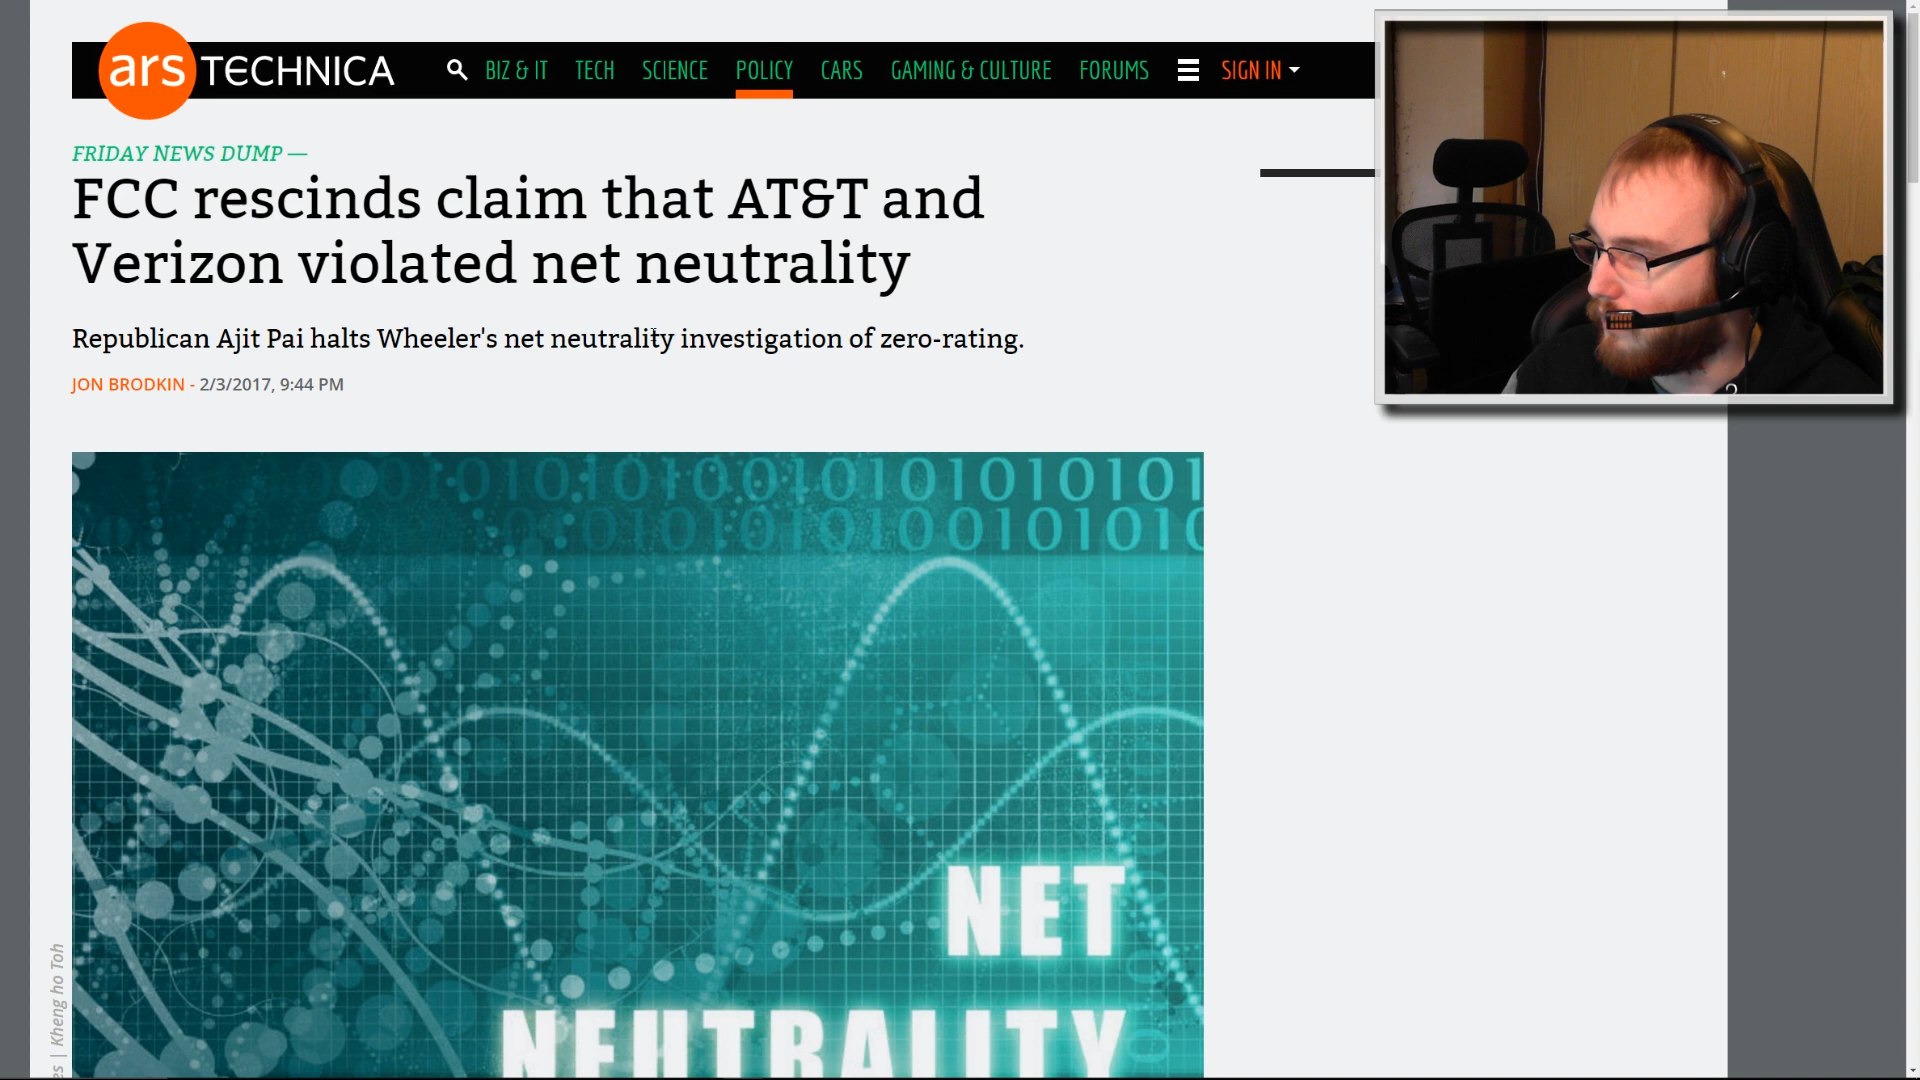 ars TECHNICA BIZ & IT TECH SCIENCE POLICY CARS GAMING & CULTURE FORUMS SIGN IN
FRIDAY NEWS DUMP —
FCC rescinds claim that AT&T and
Verizon violated net neutrality
Republican Ajit Pai halts Wheeler's net neutrality investigation of zero-rating.
JON BRODKIN - 2/3/2017, 9:44 PM
NET
NEUTRALITY
| Kheng ho Toh